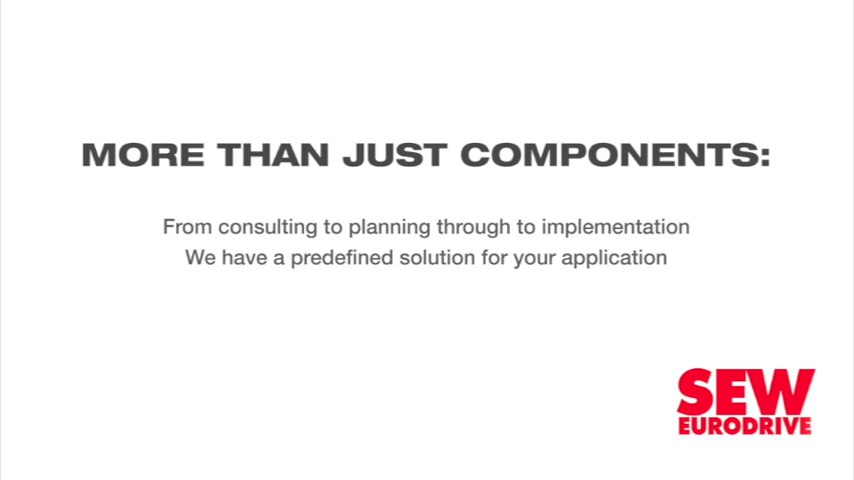 MORE THAN JUST COMPONENTS:
From consulting to planning through to implementation
We have a predefined solution for your application
SEW
EURODRIVE